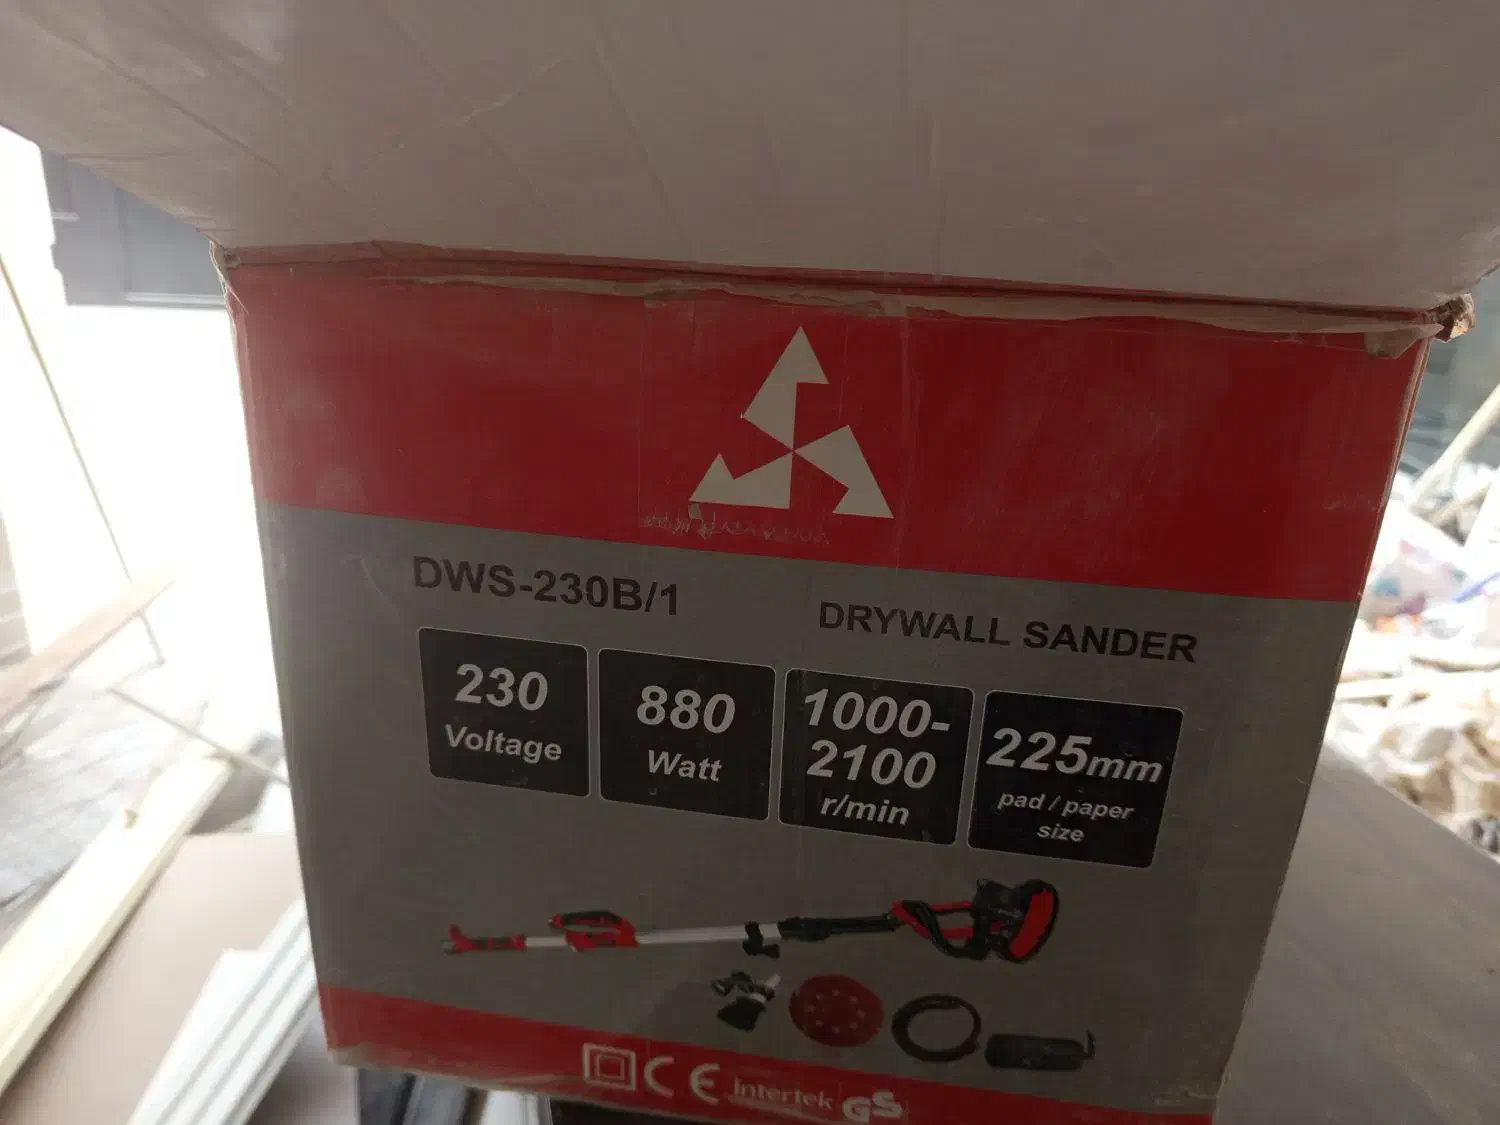 DWS-230B/1
DRYWALL SANDER
230
Voltage
880
Watt
1000-
2100
r/min
225mm
pad / paper
size
CE
Intertek
GS